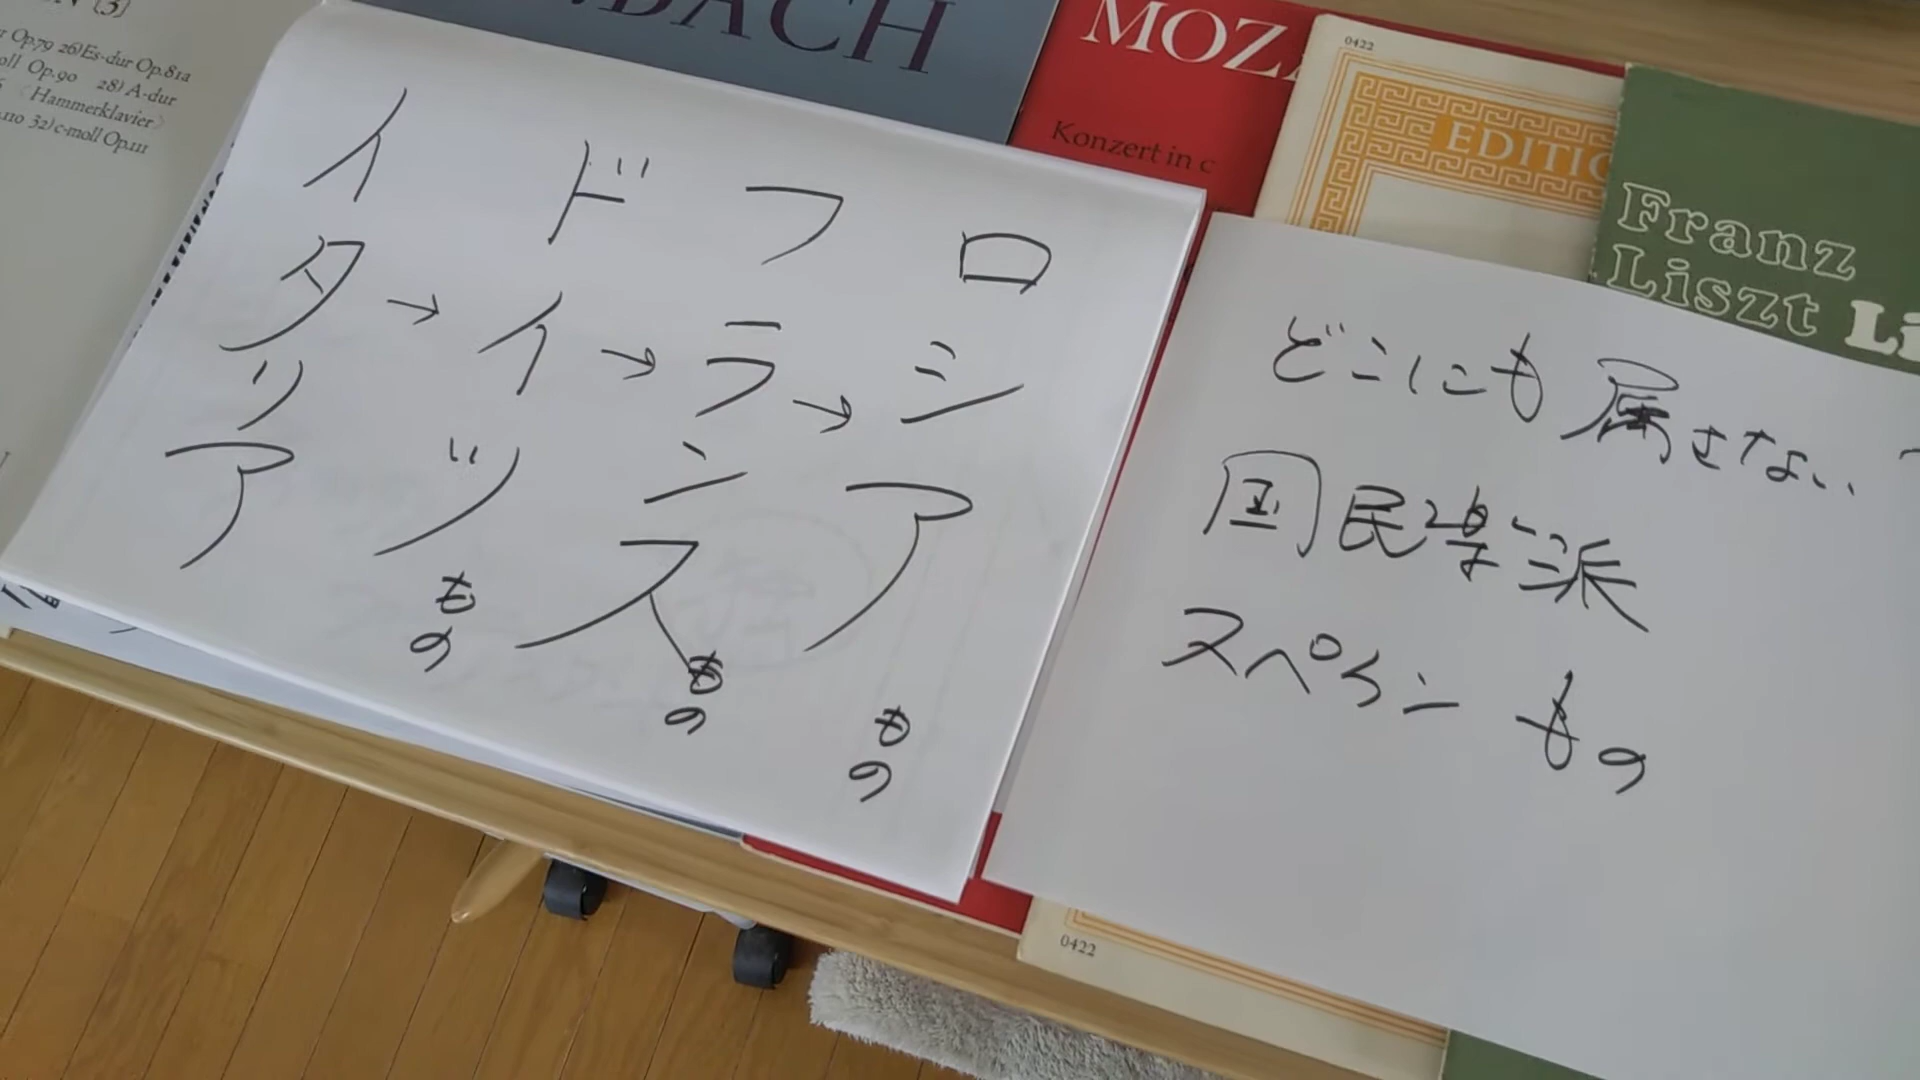 Op.79 26)Es-dur Op.81a
Op.90 28) A-dur
(Hammerklavier)
32) c-moll Op.111
BACH
MOZ
Konzert in c
0422
EDITIO
Franz
Liszt Li
イタリア→ドイツもの→フランスもの→ロシアもの
どこにも属さない
国民楽派
スペインもの
0422